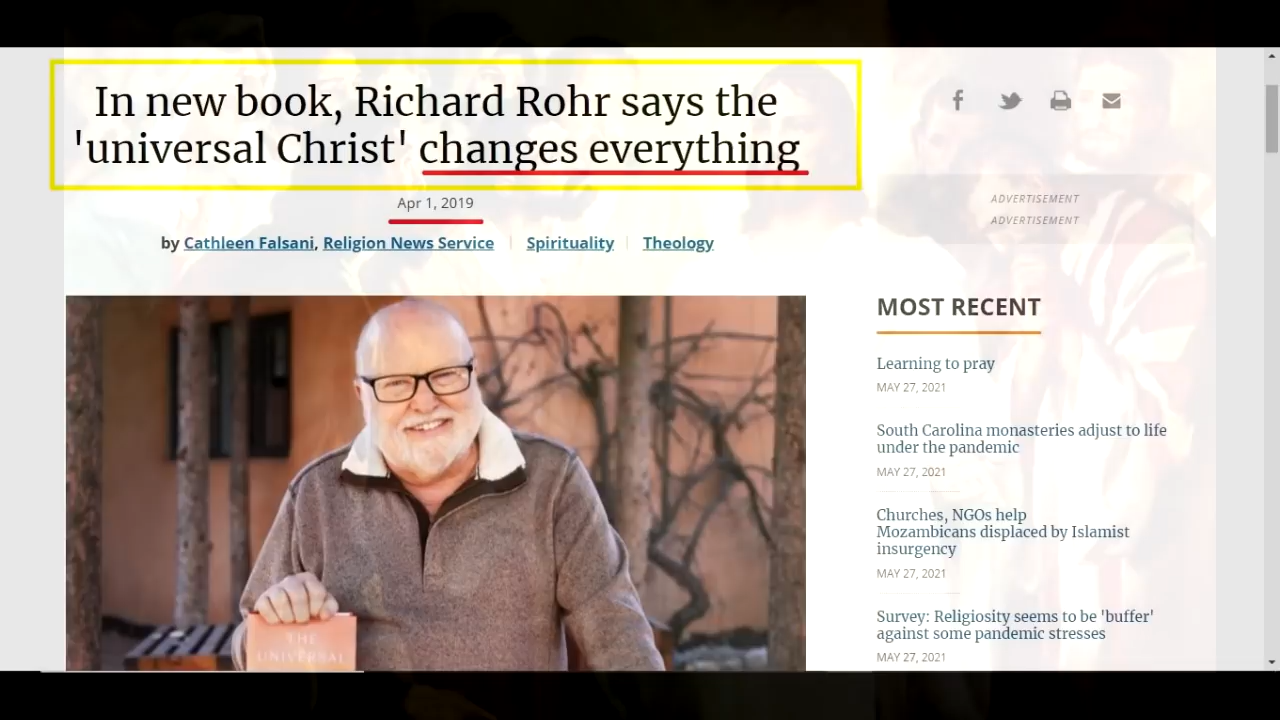 In new book, Richard Rohr says the
'universal Christ' changes everything
Apr 1, 2019
by Cathleen Falsani, Religion News Service | Spirituality | Theology
THE
UNIVERSAL
ADVERTISEMENT
ADVERTISEMENT
MOST RECENT
Learning to pray
MAY 27, 2021
South Carolina monasteries adjust to life
under the pandemic
MAY 27, 2021
Churches, NGOs help
Mozambicans displaced by Islamist
insurgency
MAY 27, 2021
Survey: Religiosity seems to be 'buffer'
against some pandemic stresses
MAY 27, 2021